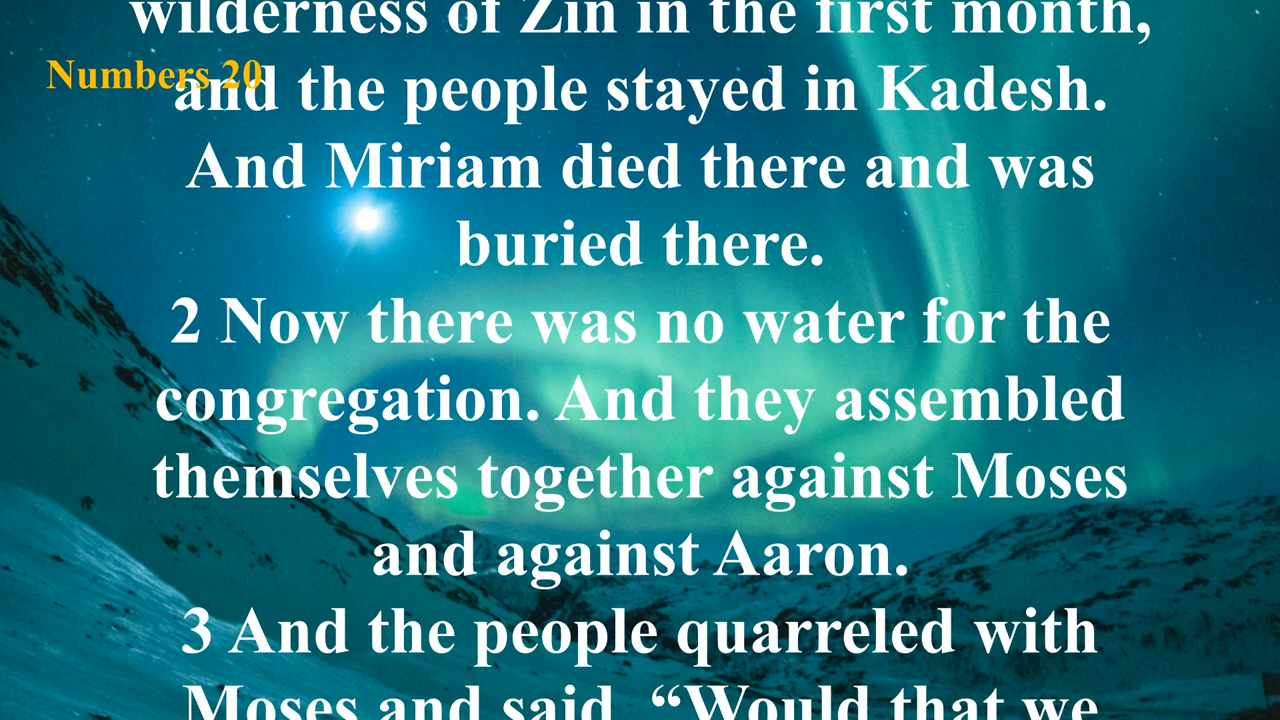 wilderness of Zin in the first month,
Numbers 20
and the people stayed in Kadesh.
And Miriam died there and was
buried there.
2 Now there was no water for the
congregation. And they assembled
themselves together against Moses
and against Aaron.
3 And the people quarreled with
Moses and said, “Would that we